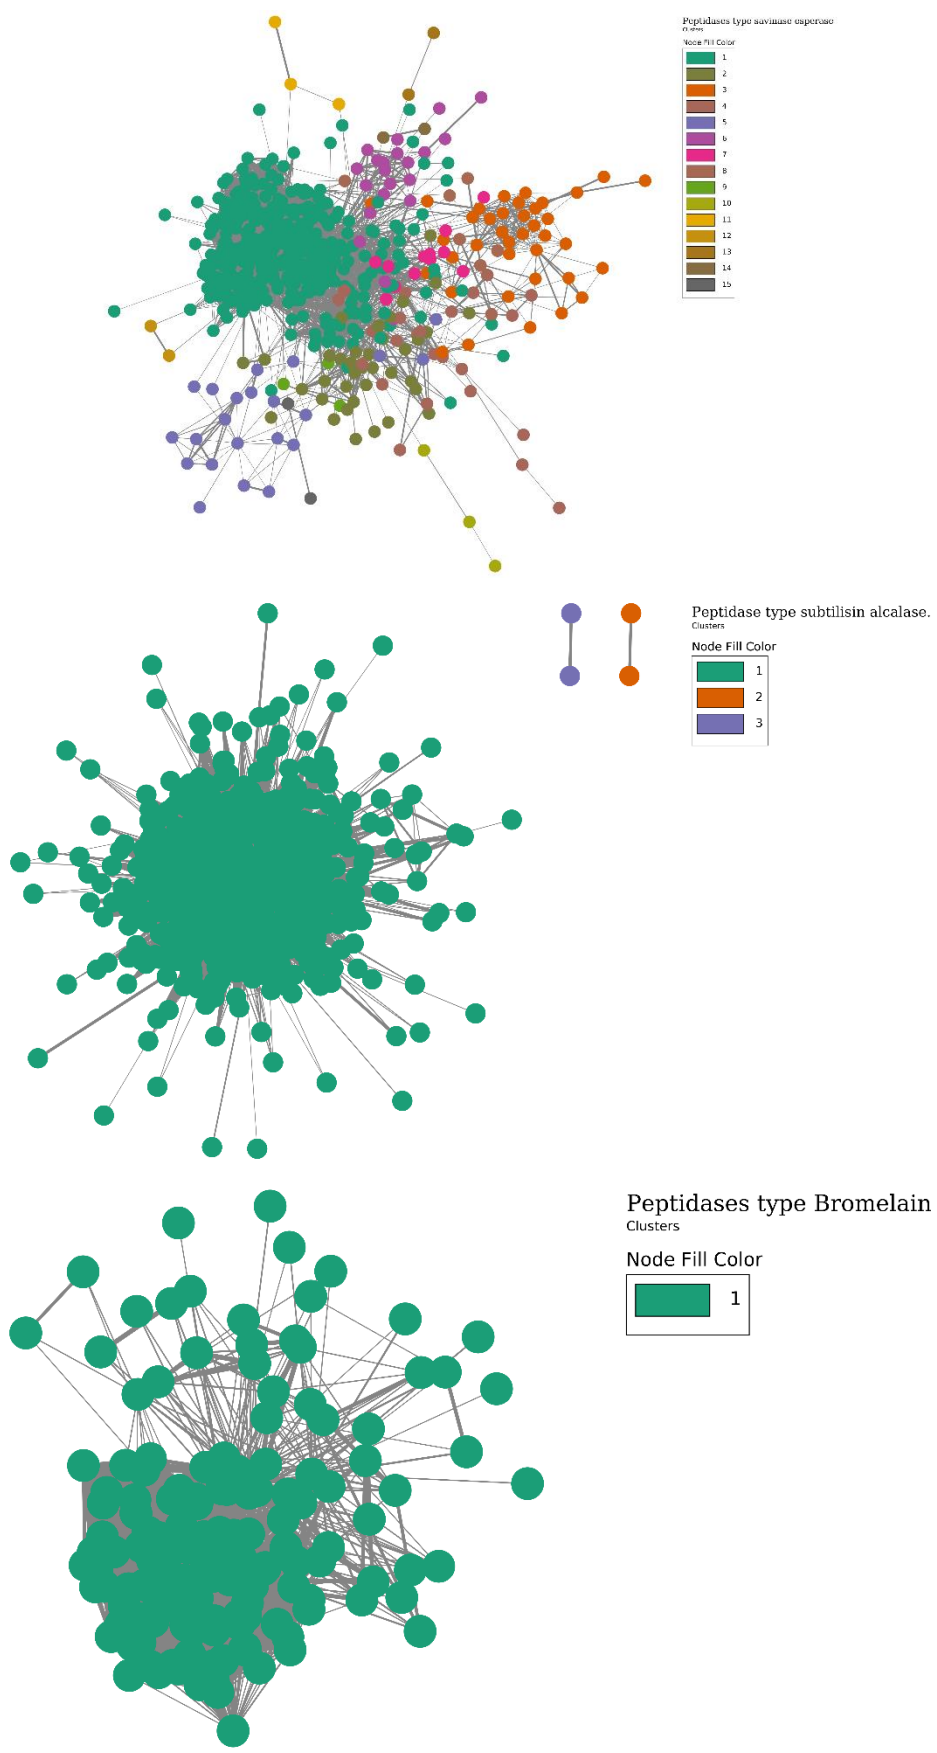 Peptidases type savinase esperase
Clusters
Node Fill Color
1
2
3
4
5
6
7
8
9
10
11
12
13
14
15
Peptidase type subtilisin alcalase.
Clusters
Node Fill Color
1
2
3
Peptidases type Bromelain
Clusters
Node Fill Color
1